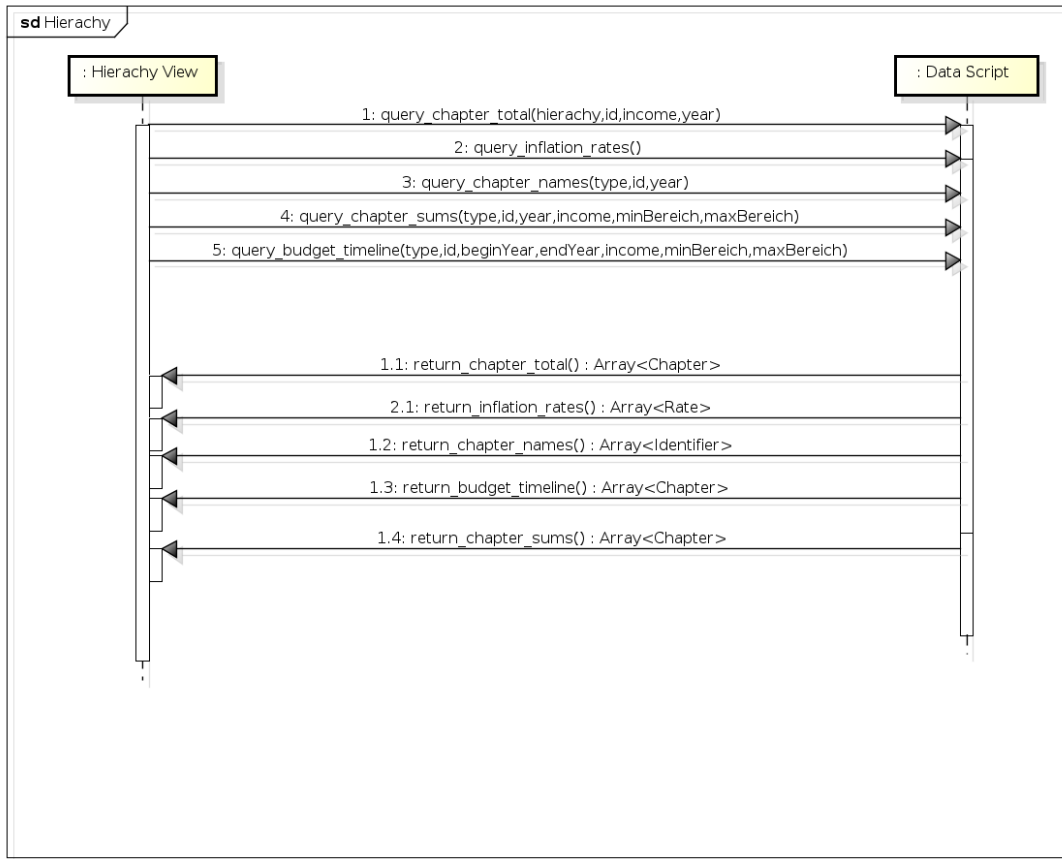 sd Hierachy
: Hierachy View
: Data Script
1: query_chapter_total(hierachy,id,income,year)
2: query_inflation_rates()
3: query_chapter_names(type,id,year)
4: query_chapter_sums(type,id,year,income,minBereich,maxBereich)
5: query_budget_timeline(type,id,beginYear,endYear,income,minBereich,maxBereich)
1.1: return_chapter_total() : Array<Chapter>
2.1: return_inflation_rates() : Array<Rate>
1.2: return_chapter_names() : Array<Identifier>
1.3: return_budget_timeline() : Array<Chapter>
1.4: return_chapter_sums() : Array<Chapter>